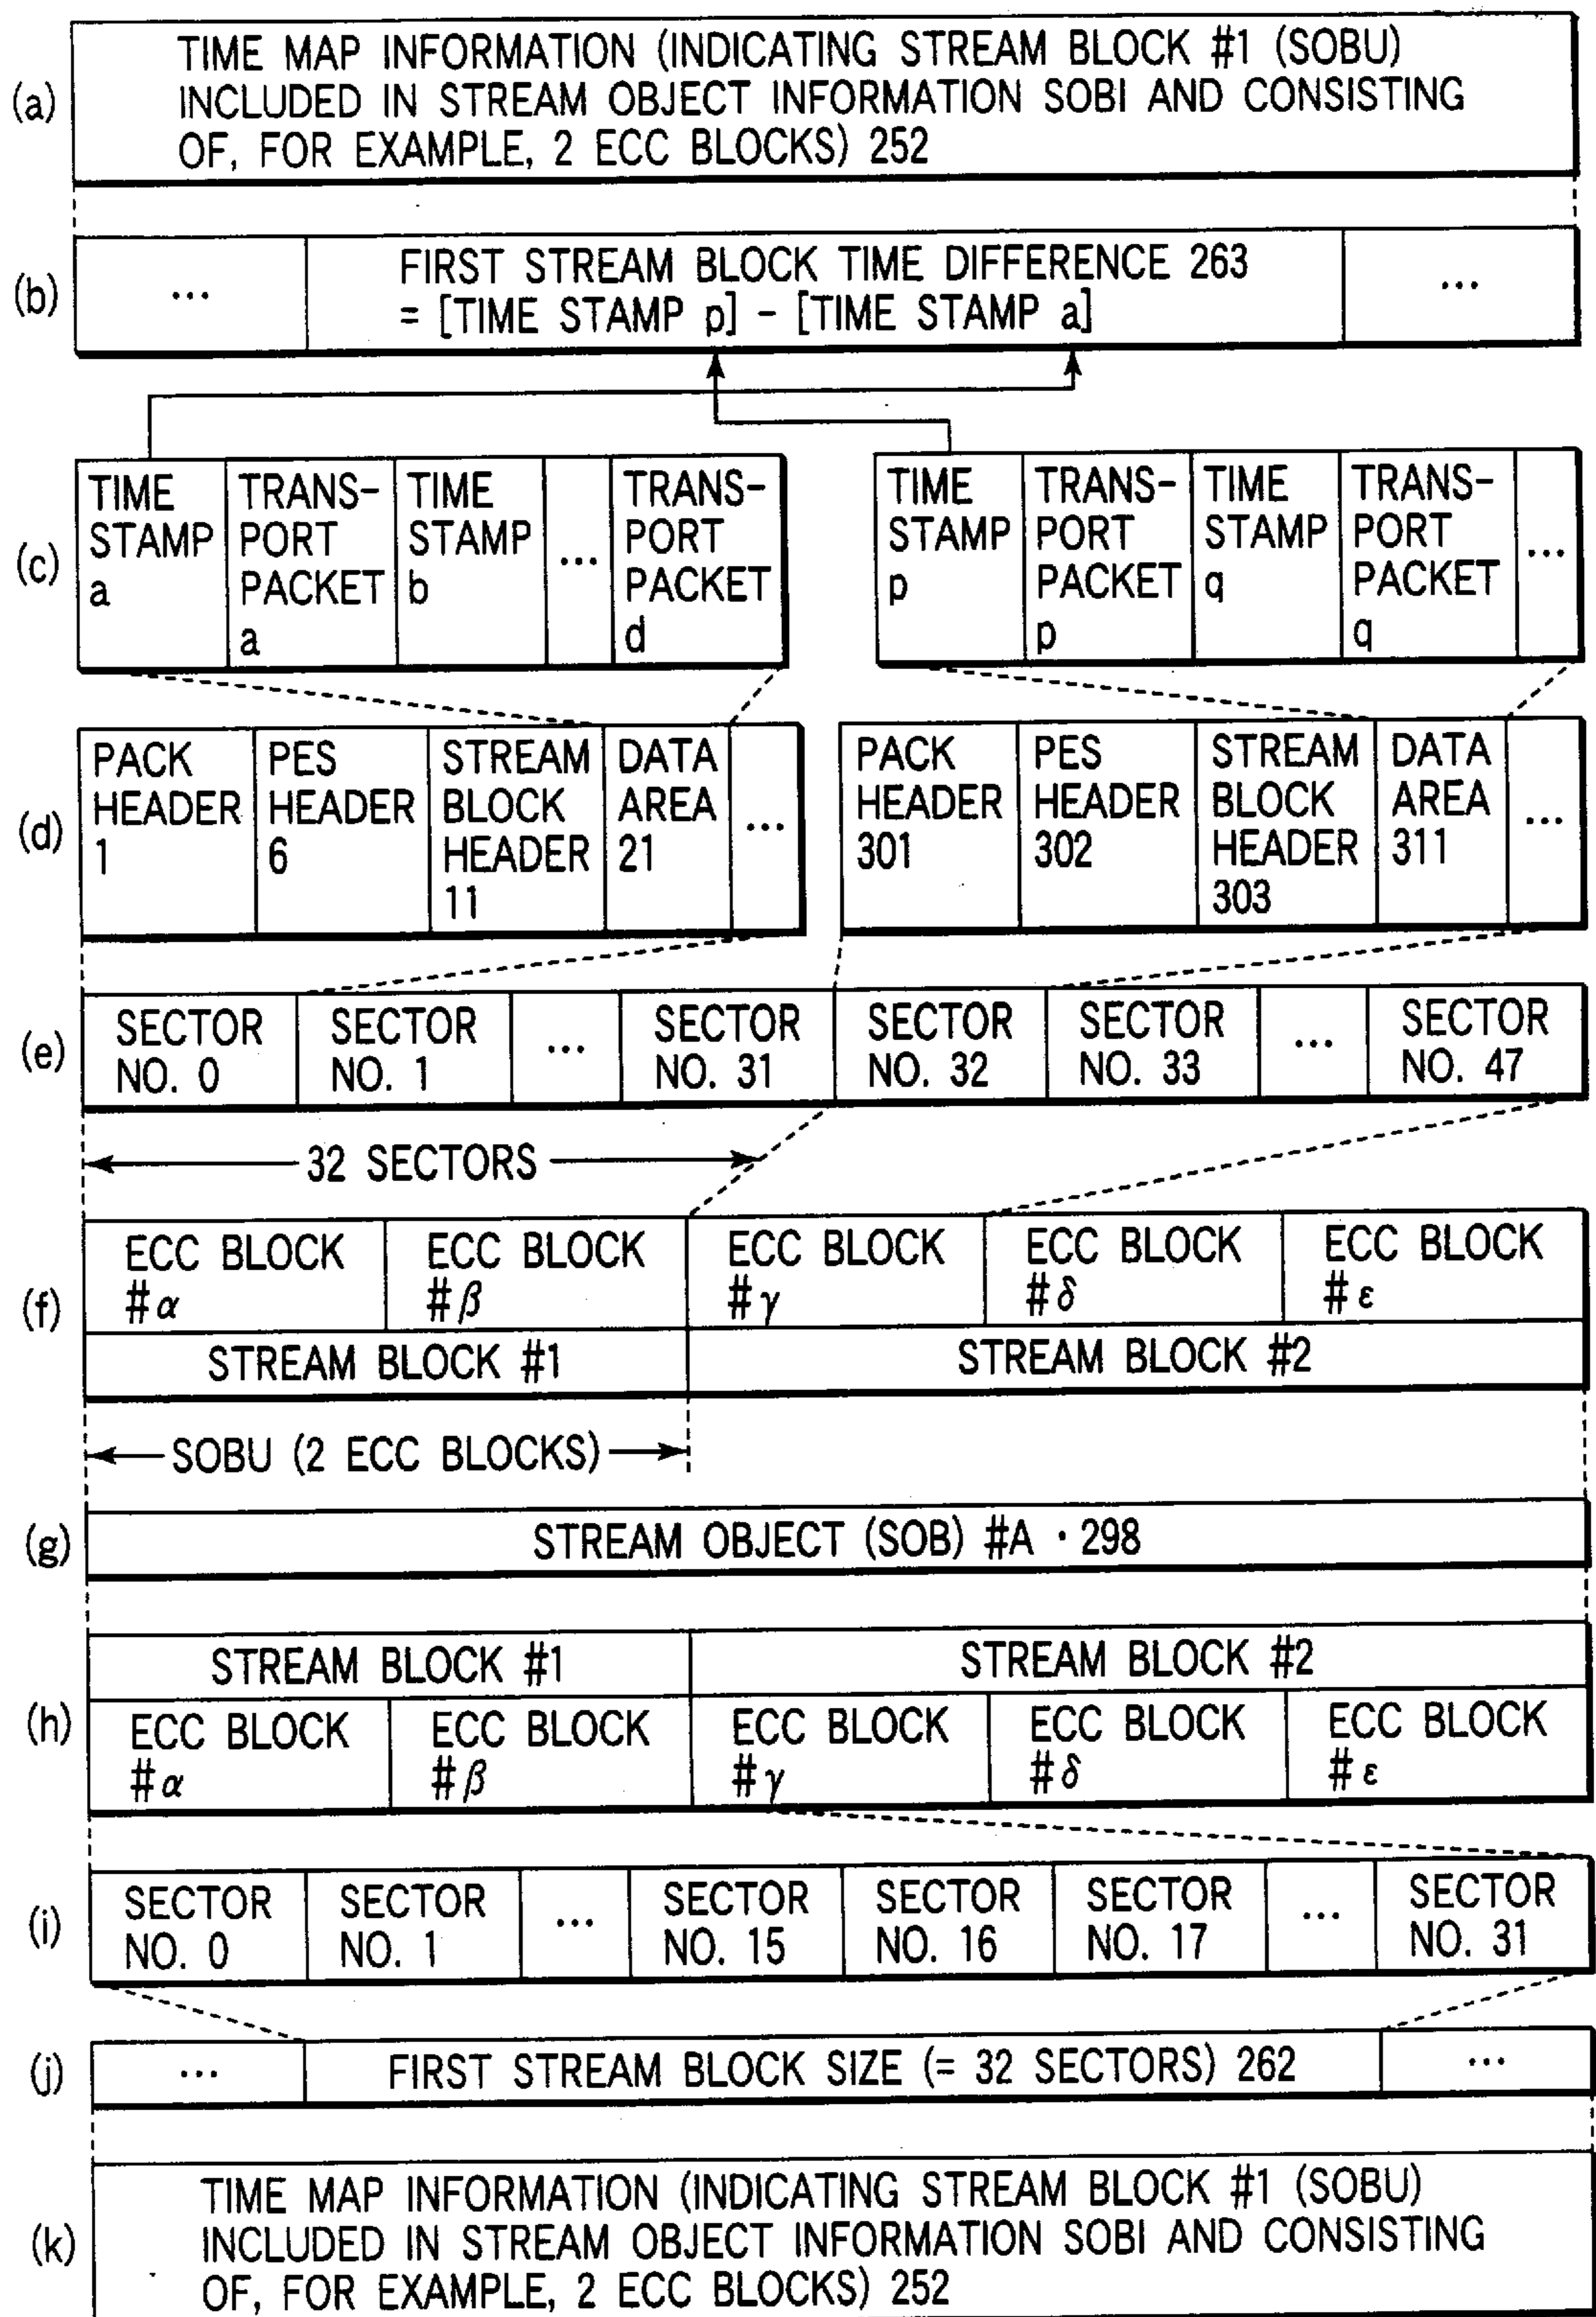 (a)
TIME MAP INFORMATION (INDICATING STREAM BLOCK #1 (SOBU)
INCLUDED IN STREAM OBJECT INFORMATION SOBI AND CONSISTING
OF, FOR EXAMPLE, 2 ECC BLOCKS) 252
(b)
...
FIRST STREAM BLOCK TIME DIFFERENCE 263
= [TIME STAMP p] - [TIME STAMP a]
...
(c)
TIME
STAMP
a
TRANS-
PORT
PACKET
a
TIME
STAMP
b
...
TRANS-
PORT
PACKET
d
TIME
STAMP
p
TRANS-
PORT
PACKET
p
TIME
STAMP
q
TRANS-
PORT
PACKET
q
...
(d)
PACK
HEADER
1
PES
HEADER
6
STREAM
BLOCK
HEADER
11
DATA
AREA
21
...
PACK
HEADER
301
PES
HEADER
302
STREAM
BLOCK
HEADER
303
DATA
AREA
311
...
(e)
SECTOR
NO. 0
SECTOR
NO. 1
...
SECTOR
NO. 31
SECTOR
NO. 32
SECTOR
NO. 33
...
SECTOR
NO. 47
32 SECTORS
(f)
ECC BLOCK
#α
ECC BLOCK
#β
ECC BLOCK
#γ
ECC BLOCK
#δ
ECC BLOCK
#ε
STREAM BLOCK #1
STREAM BLOCK #2
SOBU (2 ECC BLOCKS)
(g)
STREAM OBJECT (SOB) #A · 298
(h)
STREAM BLOCK #1
STREAM BLOCK #2
ECC BLOCK
#α
ECC BLOCK
#β
ECC BLOCK
#γ
ECC BLOCK
#δ
ECC BLOCK
#ε
(i)
SECTOR
NO. 0
SECTOR
NO. 1
...
SECTOR
NO. 15
SECTOR
NO. 16
SECTOR
NO. 17
...
SECTOR
NO. 31
(j)
...
FIRST STREAM BLOCK SIZE (= 32 SECTORS) 262
...
(k)
TIME MAP INFORMATION (INDICATING STREAM BLOCK #1 (SOBU)
INCLUDED IN STREAM OBJECT INFORMATION SOBI AND CONSISTING
OF, FOR EXAMPLE, 2 ECC BLOCKS) 252